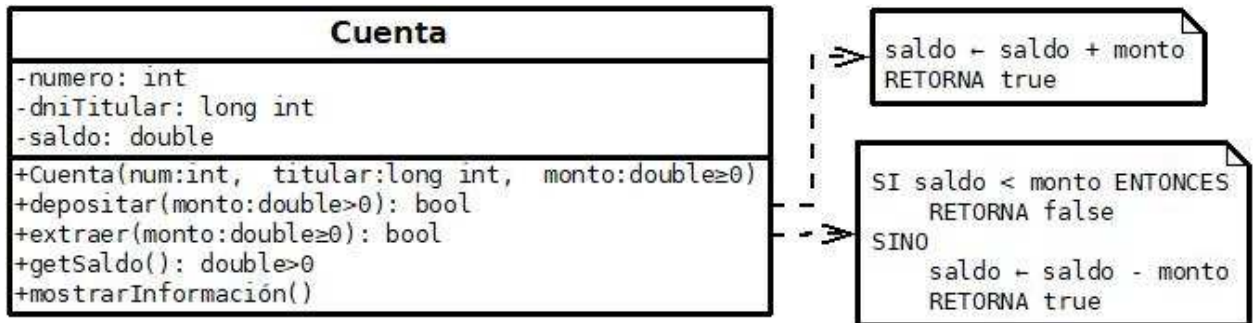 Cuenta
-numero: int
-dniTitular: long int
-saldo: double
+Cuenta(num:int, titular:long int, monto:double≥0)
+depositar(monto:double>0): bool
+extraer(monto:double≥0): bool
+getSaldo(): double>0
+mostrarInformación()
saldo ← saldo + monto
RETORNA true
SI saldo < monto ENTONCES
RETORNA false
SINO
saldo ← saldo - monto
RETORNA true